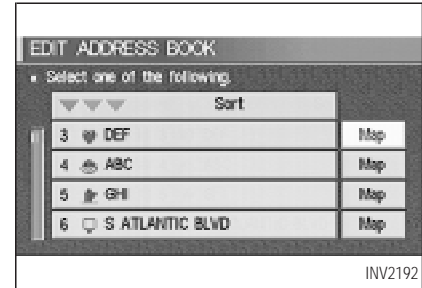 EDIT ADDRESS BOOK
Select one of the following.
Sort
3 DEF Map
4 ABC Map
5 GHI Map
6 S ATLANTIC BLVD Map
INV2192